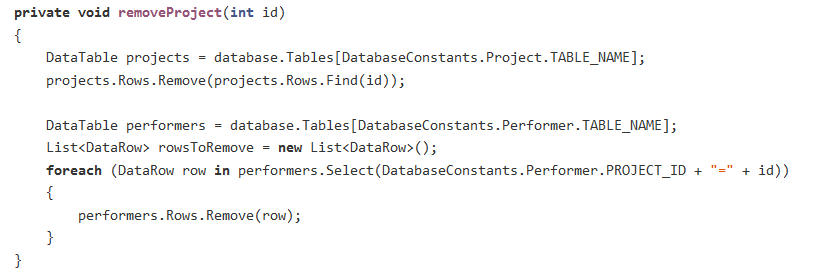 private void removeProject(int id)
{
    DataTable projects = database.Tables[DatabaseConstants.Project.TABLE_NAME];
    projects.Rows.Remove(projects.Rows.Find(id));

    DataTable performers = database.Tables[DatabaseConstants.Performer.TABLE_NAME];
    List<DataRow> rowsToRemove = new List<DataRow>();
    foreach (DataRow row in performers.Select(DatabaseConstants.Performer.PROJECT_ID + "=" + id))
    {
        performers.Rows.Remove(row);
    }
}